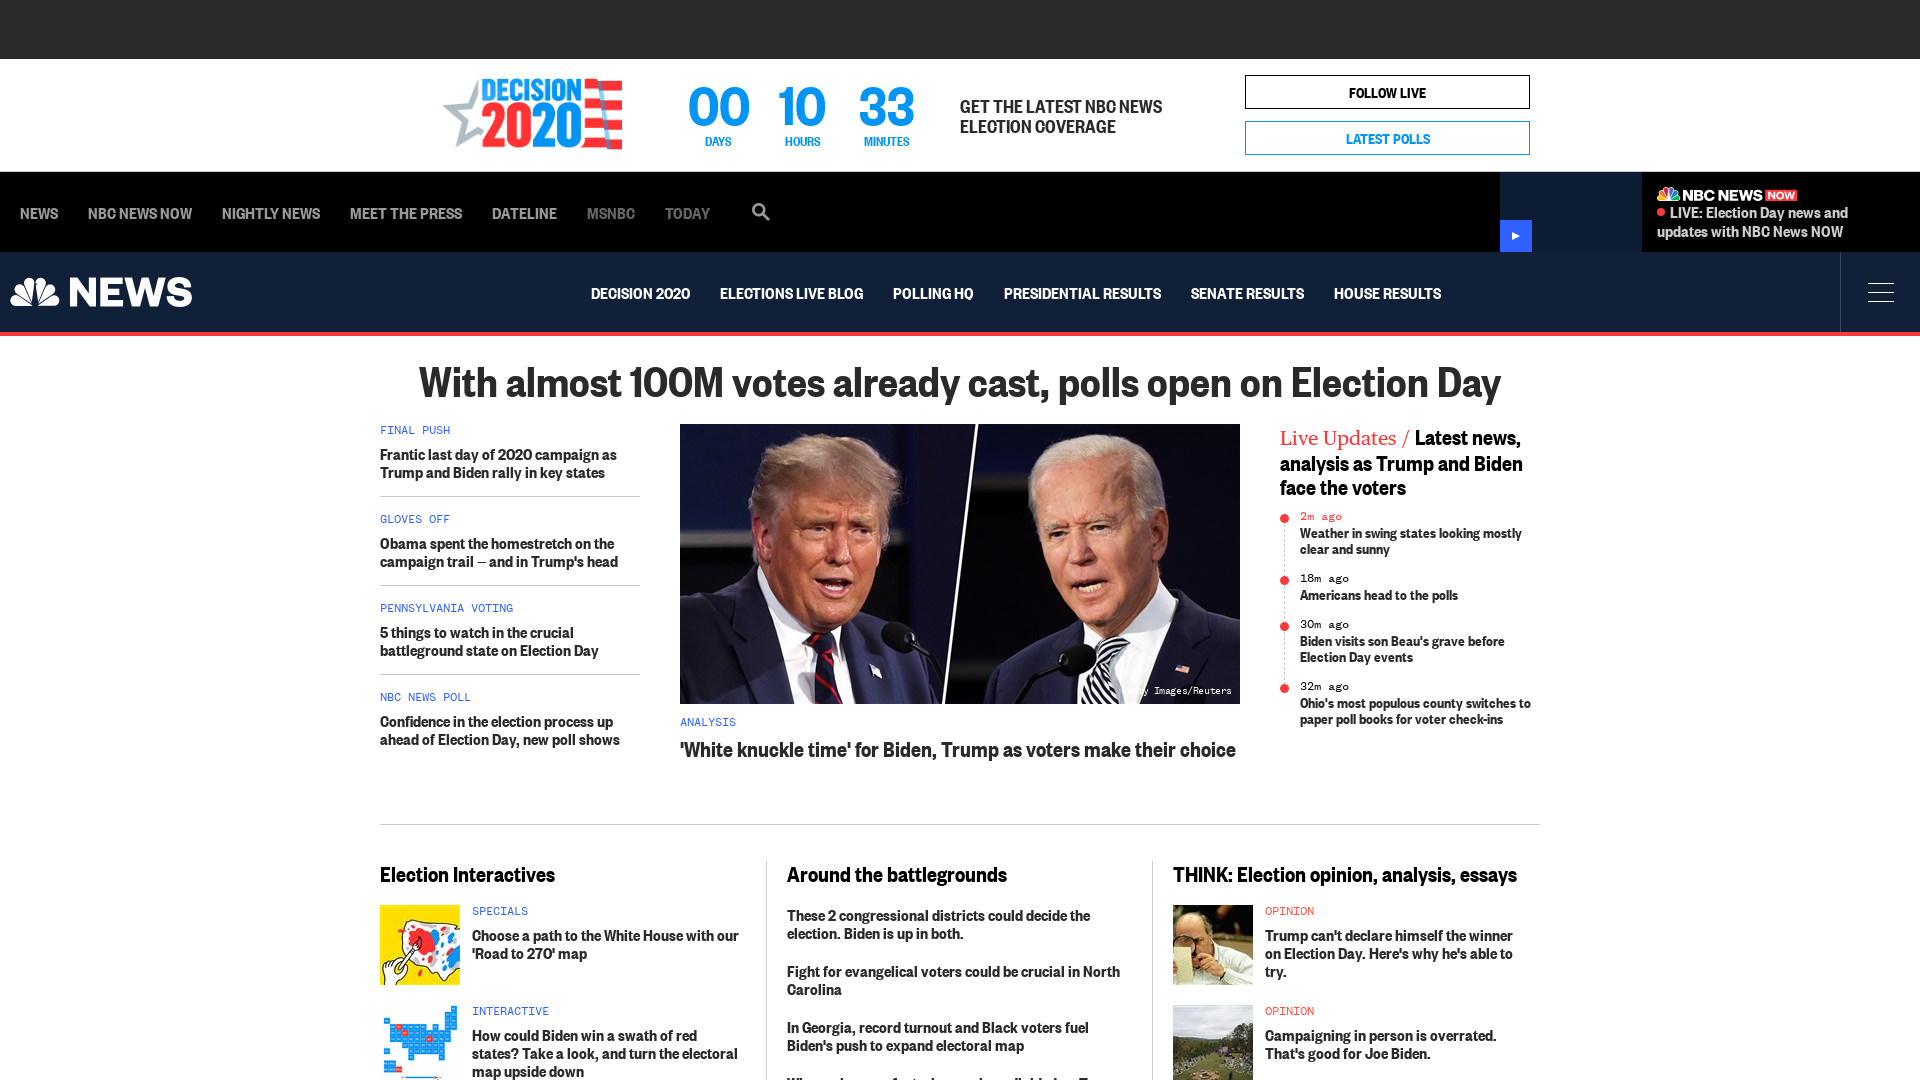 DECISION
2020
00 10 33
DAYS HOURS MINUTES
GET THE LATEST NBC NEWS
ELECTION COVERAGE
FOLLOW LIVE
LATEST POLLS
NEWS NBC NEWS NOW NIGHTLY NEWS MEET THE PRESS DATELINE MSNBC TODAY
NBC NEWS NOW
LIVE: Election Day news and
updates with NBC News NOW
NEWS
DECISION 2020 ELECTIONS LIVE BLOG POLLING HQ PRESIDENTIAL RESULTS SENATE RESULTS HOUSE RESULTS
With almost 100M votes already cast, polls open on Election Day
FINAL PUSH
Frantic last day of 2020 campaign as
Trump and Biden rally in key states
GLOVES OFF
Obama spent the homestretch on the
campaign trail — and in Trump's head
PENNSYLVANIA VOTING
5 things to watch in the crucial
battleground state on Election Day
NBC NEWS POLL
Confidence in the election process up
ahead of Election Day, new poll shows
Images/Reuters
ANALYSIS
'White knuckle time' for Biden, Trump as voters make their choice
Live Updates / Latest news,
analysis as Trump and Biden
face the voters
2m ago
Weather in swing states looking mostly
clear and sunny
18m ago
Americans head to the polls
30m ago
Biden visits son Beau's grave before
Election Day events
32m ago
Ohio's most populous county switches to
paper poll books for voter check-ins
Election Interactives
SPECIALS
Choose a path to the White House with our
'Road to 270' map
INTERACTIVE
How could Biden win a swath of red
states? Take a look, and turn the electoral
map upside down
Around the battlegrounds
These 2 congressional districts could decide the
election. Biden is up in both.
Fight for evangelical voters could be crucial in North
Carolina
In Georgia, record turnout and Black voters fuel
Biden's push to expand electoral map
THINK: Election opinion, analysis, essays
OPINION
Trump can't declare himself the winner
on Election Day. Here's why he's able to
try.
OPINION
Campaigning in person is overrated.
That's good for Joe Biden.